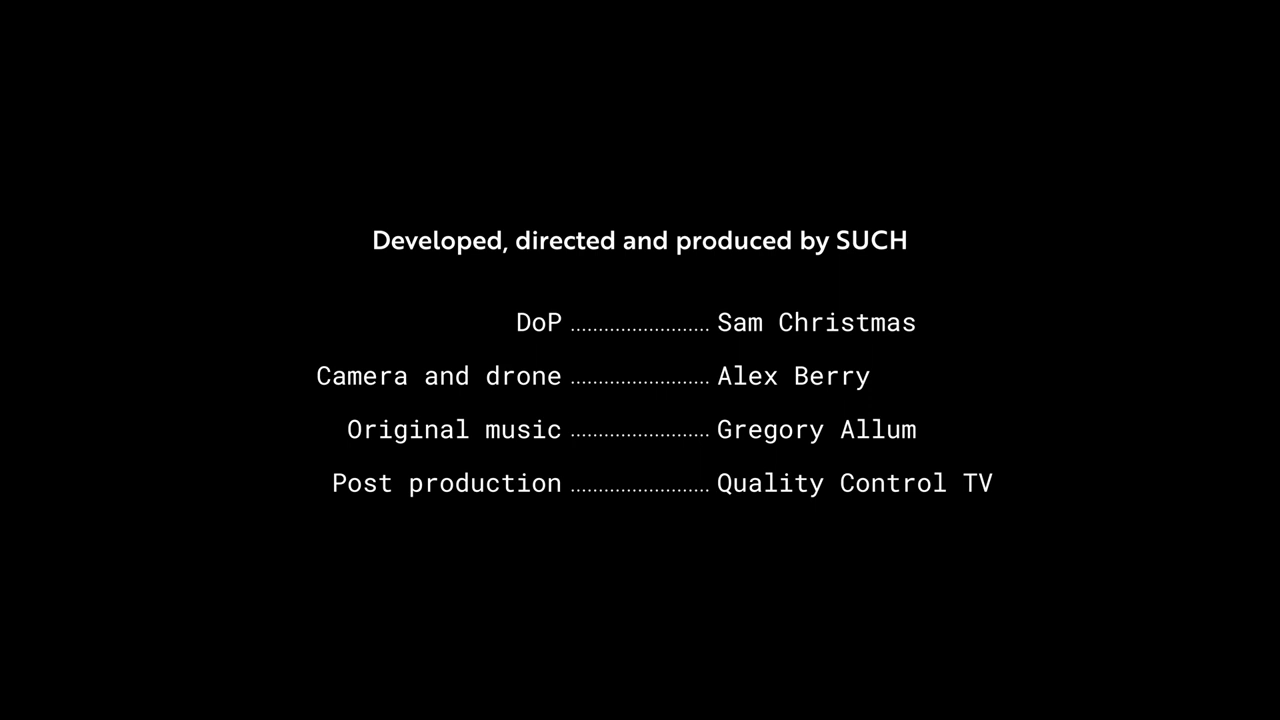 Developed, directed and produced by SUCH
DoP ........................ Sam Christmas
Camera and drone ........................ Alex Berry
Original music ........................ Gregory Allum
Post production ........................ Quality Control TV